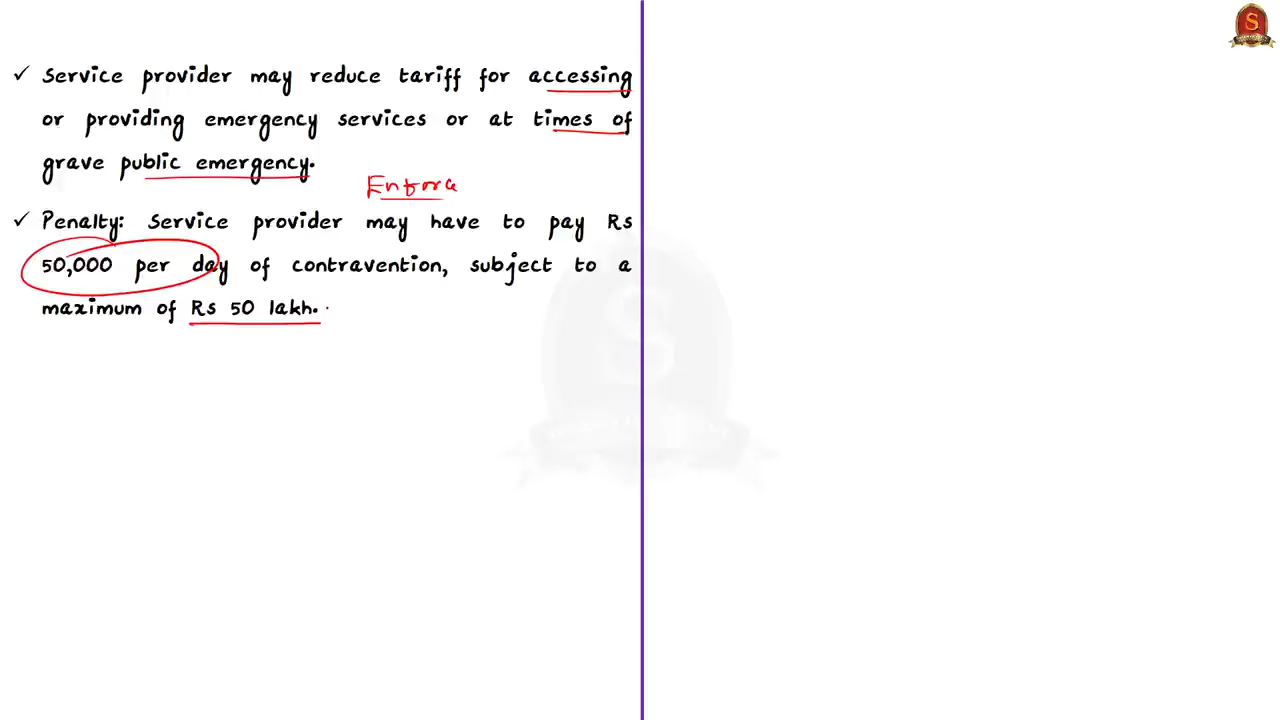 ✓ Service provider may reduce tariff for accessing
or providing emergency services or at times of
grave public emergency.
Enforce
✓ Penalty: Service provider may have to pay Rs
50,000 per day of contravention, subject to a
maximum of Rs 50 lakh.
S